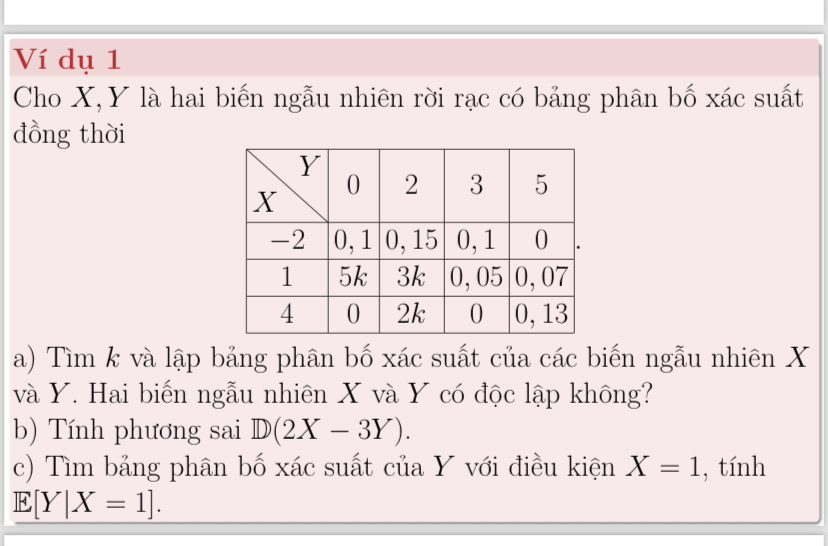 Ví dụ 1
Cho X, Y là hai biến ngẫu nhiên rời rạc có bảng phân bố xác suất
đồng thời
Y 0 2 3 5
X
−2 0, 1 0, 15 0, 1 0 .
1 5k 3k 0, 05 0, 07
4 0 2k 0 0, 13
a) Tìm k và lập bảng phân bố xác suất của các biến ngẫu nhiên X
và Y. Hai biến ngẫu nhiên X và Y có độc lập không?
b) Tính phương sai 𝔻(2X − 3Y).
c) Tìm bảng phân bố xác suất của Y với điều kiện X = 1, tính
𝔼[Y|X = 1].